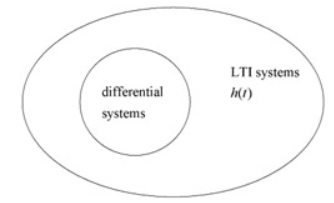 differential
systems
LTI systems
h(t)